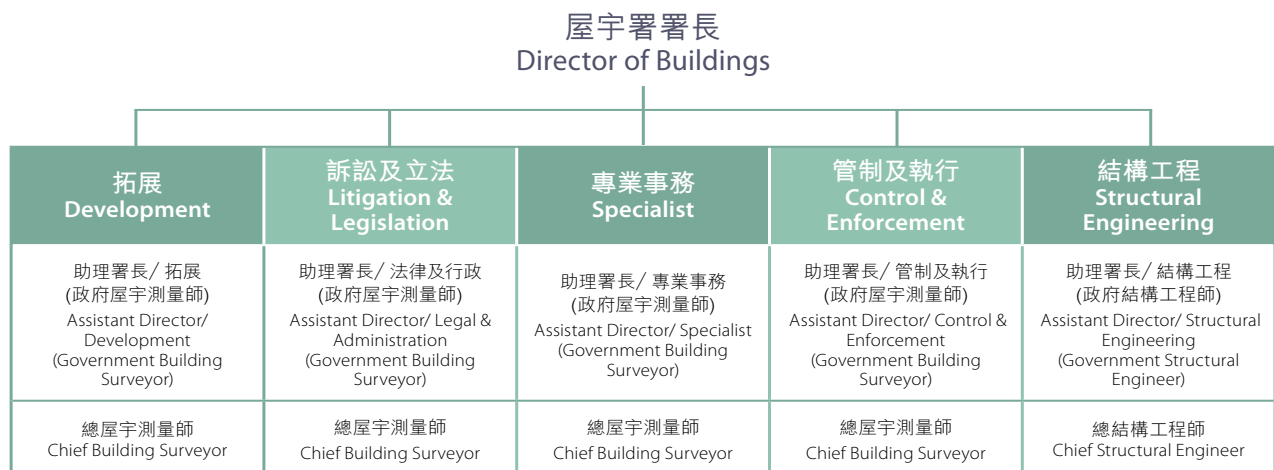 屋宇署署長
Director of Buildings
拓展
Development
訴訟及立法
Litigation &
Legislation
專業事務
Specialist
管制及執行
Control &
Enforcement
結構工程
Structural
Engineering
助理署長/ 拓展
(政府屋宇測量師)
Assistant Director/
Development
(Government Building
Surveyor)
助理署長/ 法律及行政
(政府屋宇測量師)
Assistant Director/ Legal &
Administration
(Government Building
Surveyor)
助理署長/ 專業事務
(政府屋宇測量師)
Assistant Director/ Specialist
(Government Building
Surveyor)
助理署長/ 管制及執行
(政府屋宇測量師)
Assistant Director/ Control &
Enforcement
(Government Building
Surveyor)
助理署長/ 結構工程
(政府結構工程師)
Assistant Director/ Structural
Engineering
(Government Structural
Engineer)
總屋宇測量師
Chief Building Surveyor
總屋宇測量師
Chief Building Surveyor
總屋宇測量師
Chief Building Surveyor
總屋宇測量師
Chief Building Surveyor
總結構工程師
Chief Structural Engineer